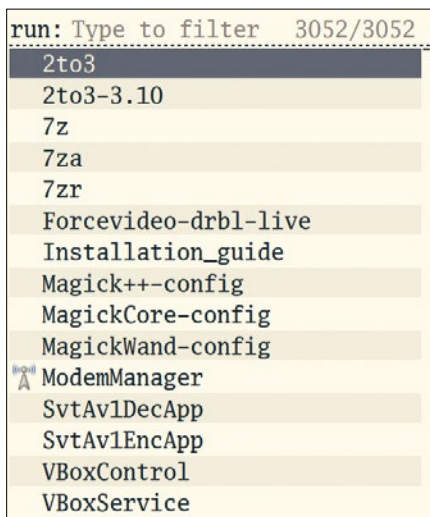 run: Type to filter 3052/3052
2to3
2to3-3.10
7z
7za
7zr
Forcevideo-drbl-live
Installation_guide
Magick++-config
MagickCore-config
MagickWand-config
ModemManager
SvtAv1DecApp
SvtAv1EncApp
VBoxControl
VBoxService